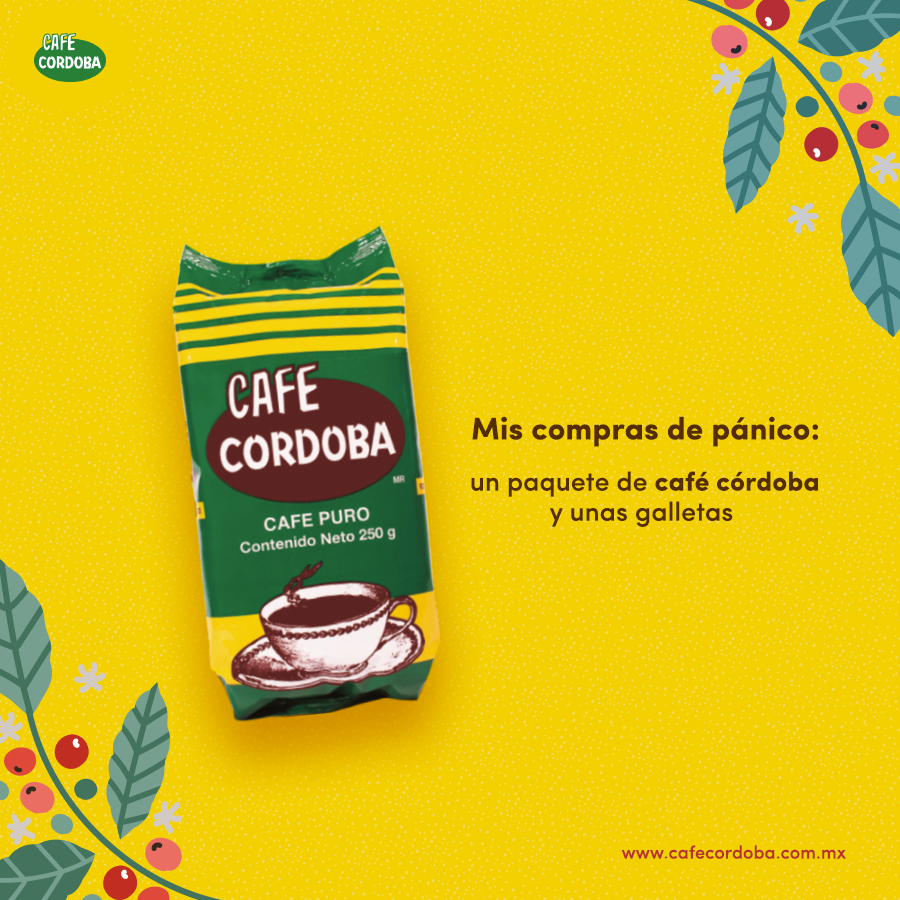 CAFE
CORDOBA
CAFE
CORDOBA
MR
CAFE PURO
Contenido Neto 250 g
Mis compras de pánico:
un paquete de café córdoba
y unas galletas
www.cafecordoba.com.mx